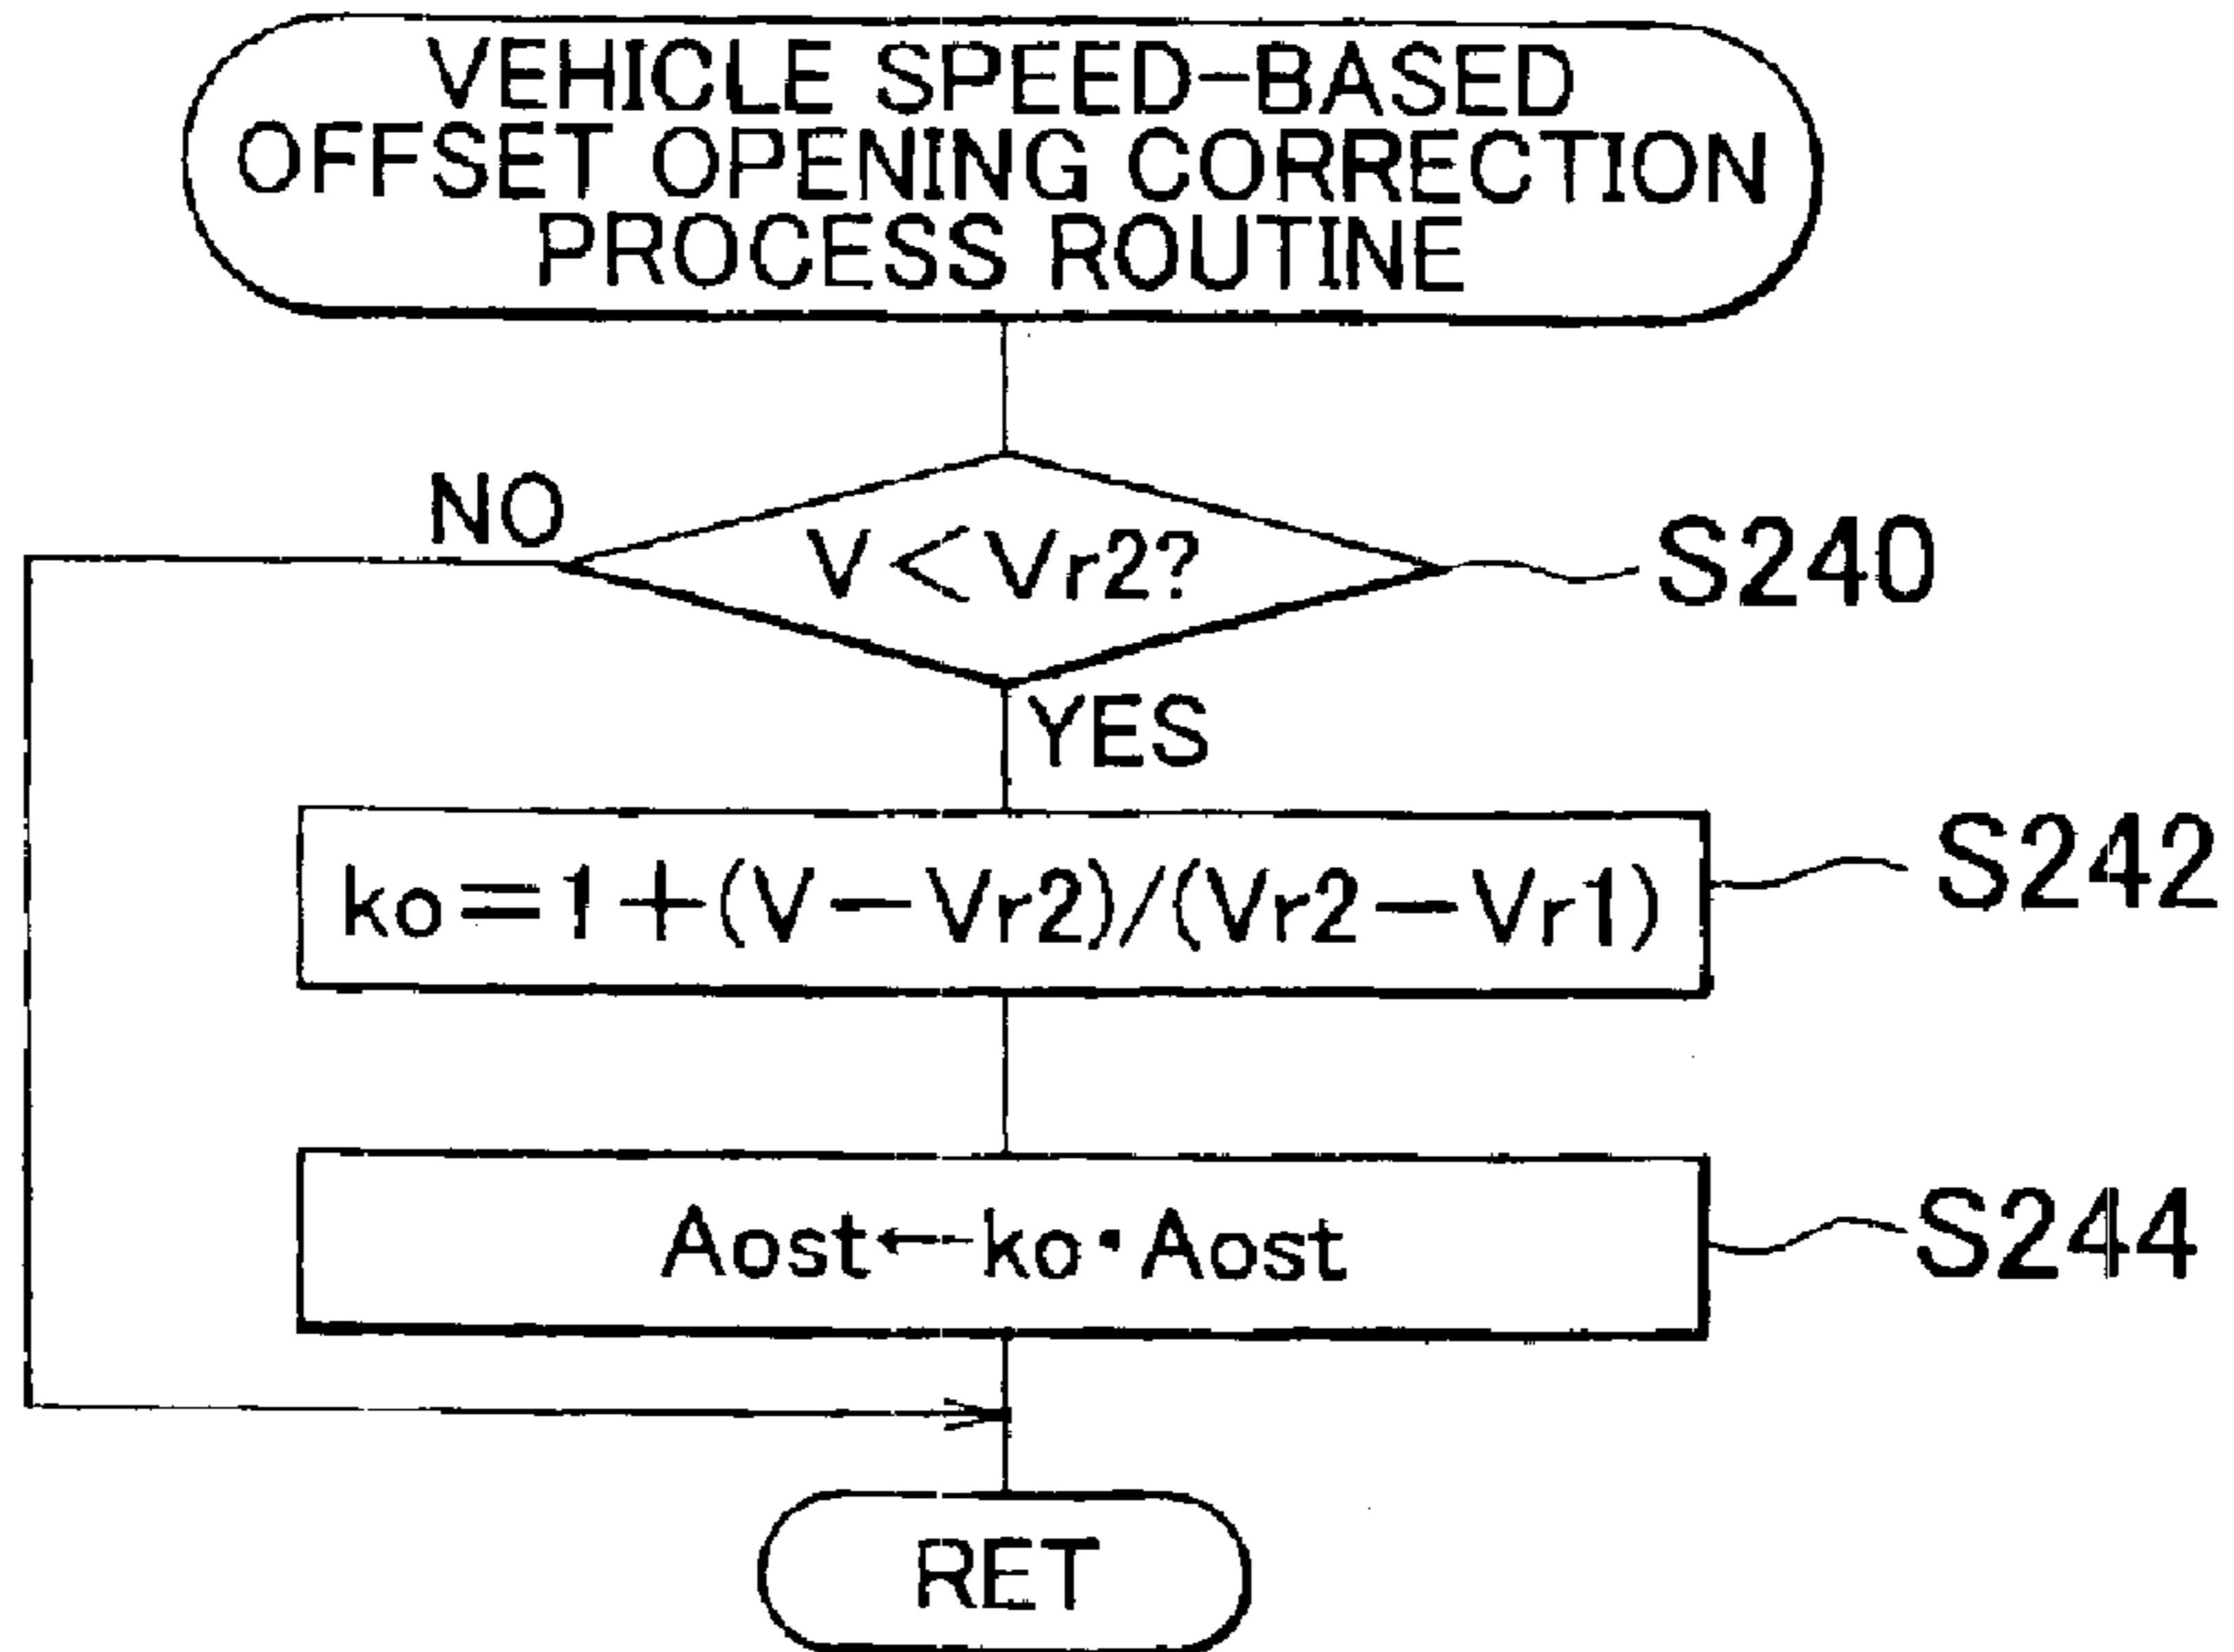 VEHICLE SPEED-BASED
OFFSET OPENING CORRECTION
PROCESS ROUTINE
NO
V<Vr2?
S240
YES
ko=1+(V-Vr2)/(Vr2-Vr1)
S242
Aost←ko・Aost
S244
RET